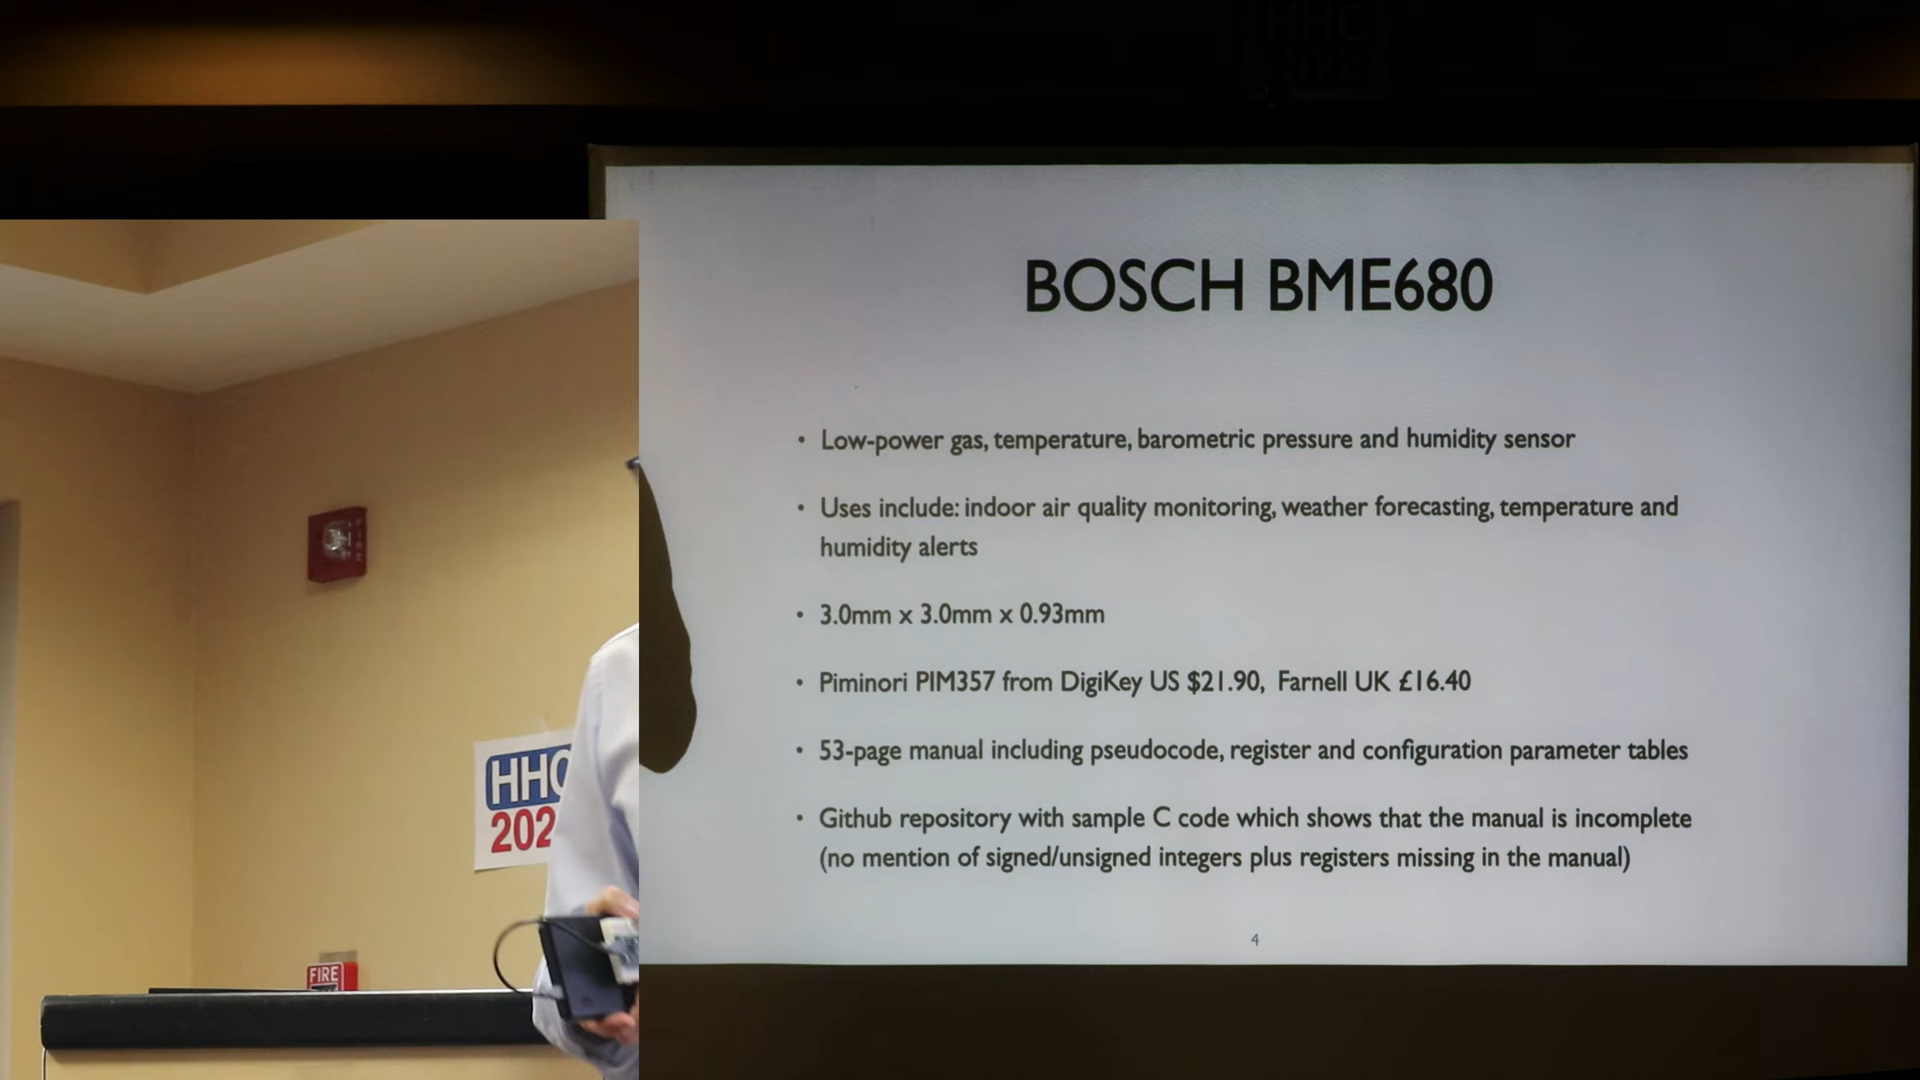 HHC
BOSCH BME680
• Low-power gas, temperature, barometric pressure and humidity sensor
• Uses include: indoor air quality monitoring, weather forecasting, temperature and
humidity alerts
• 3.0mm x 3.0mm x 0.93mm
• Piminori PIM357 from DigiKey US $21.90, Farnell UK £16.40
• 53-page manual including pseudocode, register and configuration parameter tables
• Github repository with sample C code which shows that the manual is incomplete
(no mention of signed/unsigned integers plus registers missing in the manual)
4
FIRE
HHC
202
FIRE